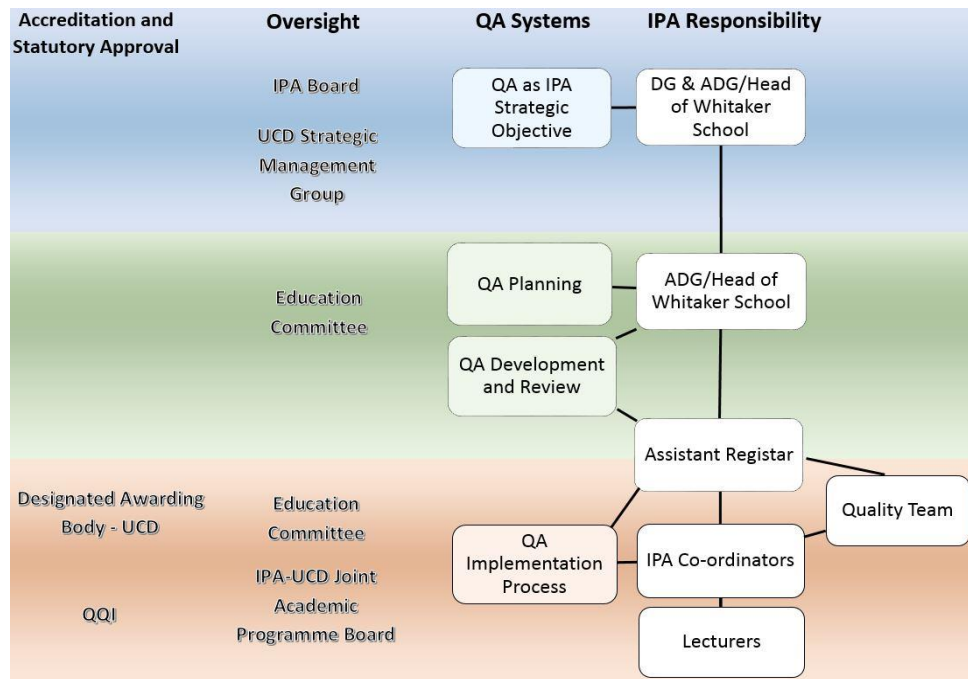 Accreditation and
Statutory Approval
Oversight
QA Systems
IPA Responsibility
IPA Board
UCD Strategic
Management
Group
QA as IPA
Strategic
Objective
DG & ADG/Head
of Whitaker
School
Education
Committee
QA Planning
ADG/Head of
Whitaker School
QA Development
and Review
Assistant Registar
Designated Awarding
Body - UCD
QQI
Education
Committee
IPA-UCD Joint
Academic
Programme Board
QA
Implementation
Process
IPA Co-ordinators
Quality Team
Lecturers